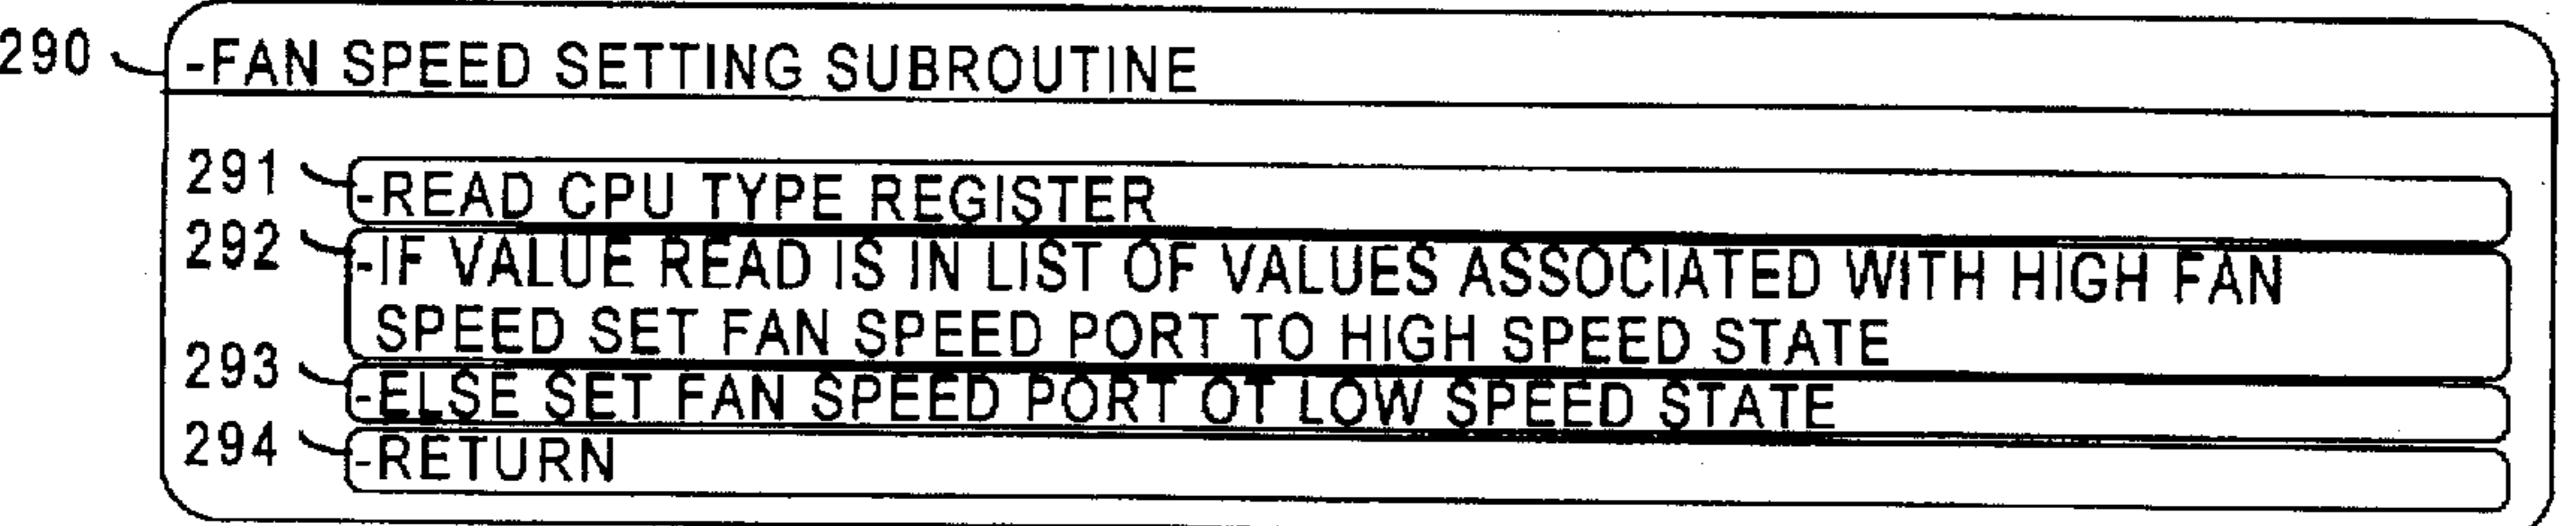 290 -FAN SPEED SETTING SUBROUTINE
291 -READ CPU TYPE REGISTER
292 -IF VALUE READ IS IN LIST OF VALUES ASSOCIATED WITH HIGH FAN
SPEED SET FAN SPEED PORT TO HIGH SPEED STATE
293 -ELSE SET FAN SPEED PORT OT LOW SPEED STATE
294 -RETURN